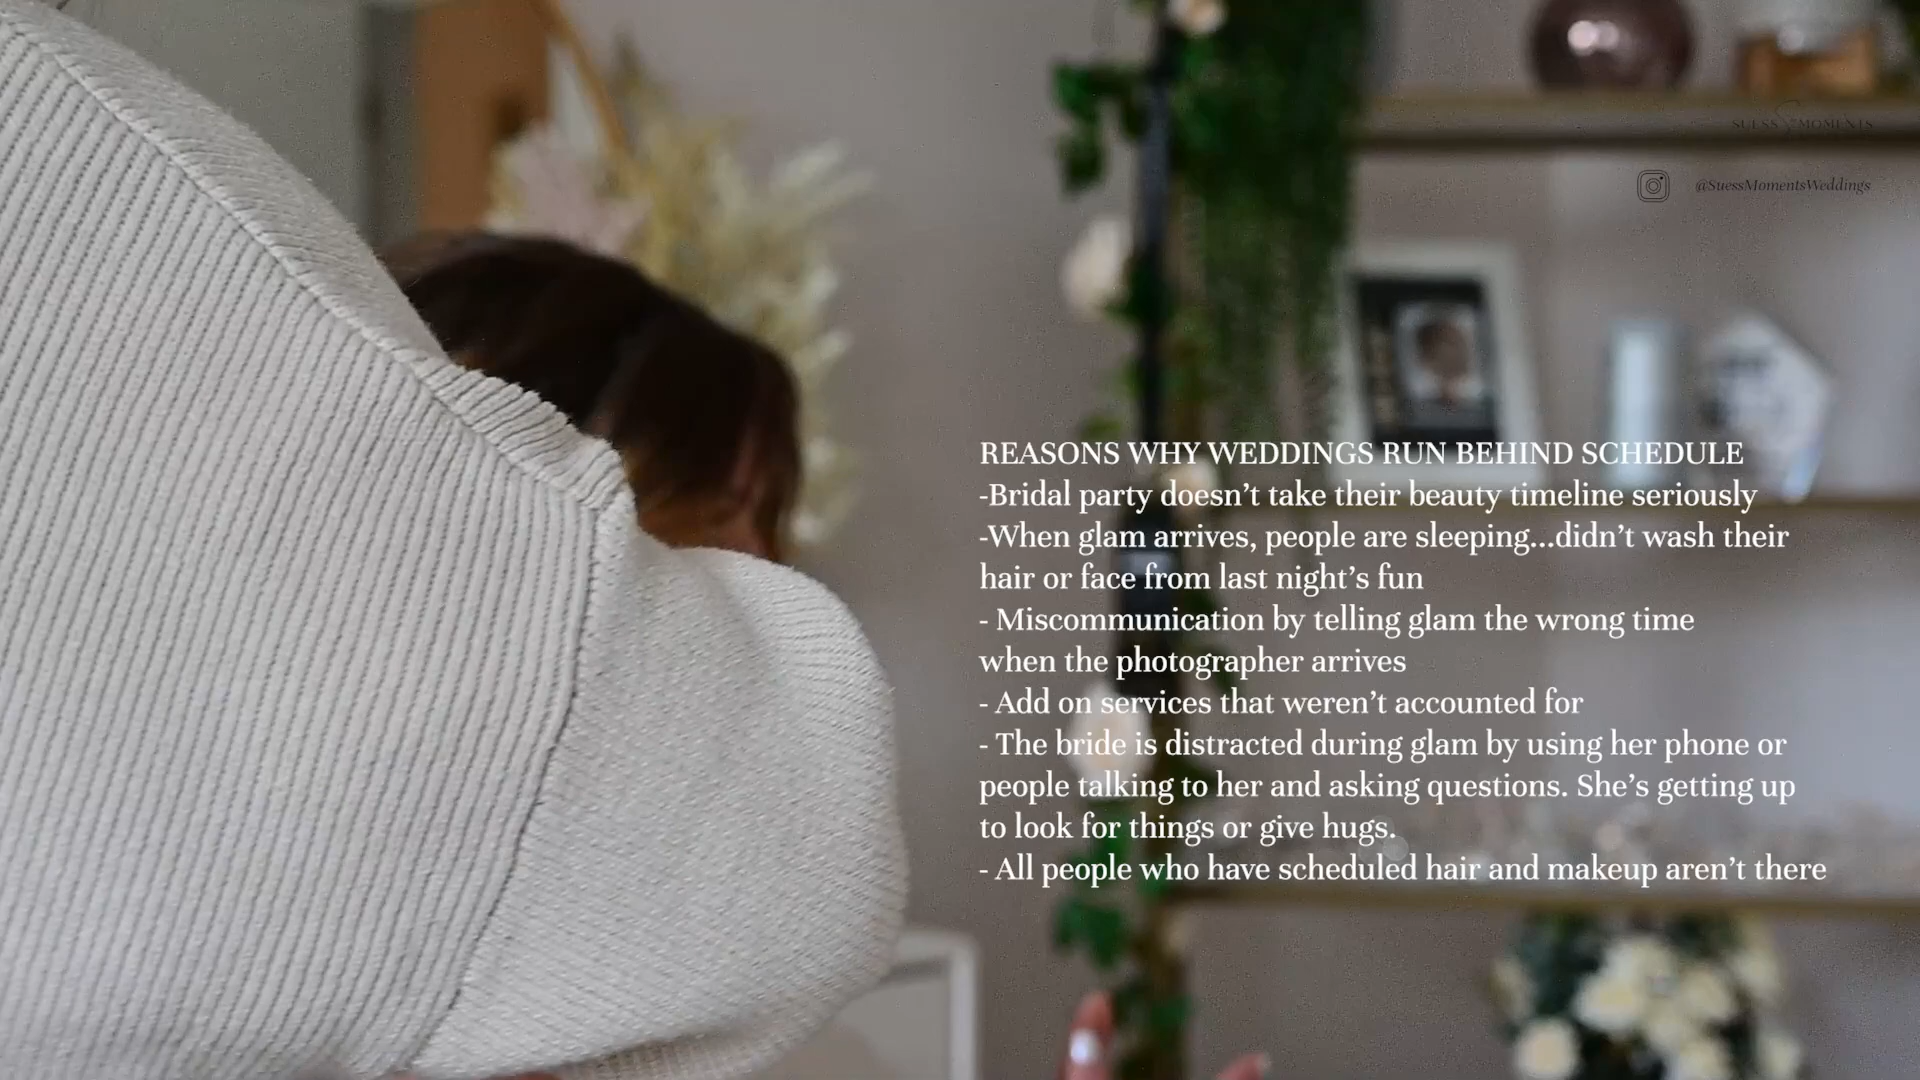 SUESS MOMENTS
@SuessMomentsWeddings
REASONS WHY WEDDINGS RUN BEHIND SCHEDULE
-Bridal party doesn’t take their beauty timeline seriously
-When glam arrives, people are sleeping...didn’t wash their
hair or face from last night’s fun
- Miscommunication by telling glam the wrong time
when the photographer arrives
- Add on services that weren’t accounted for
- The bride is distracted during glam by using her phone or
people talking to her and asking questions. She’s getting up
to look for things or give hugs.
- All people who have scheduled hair and makeup aren’t there